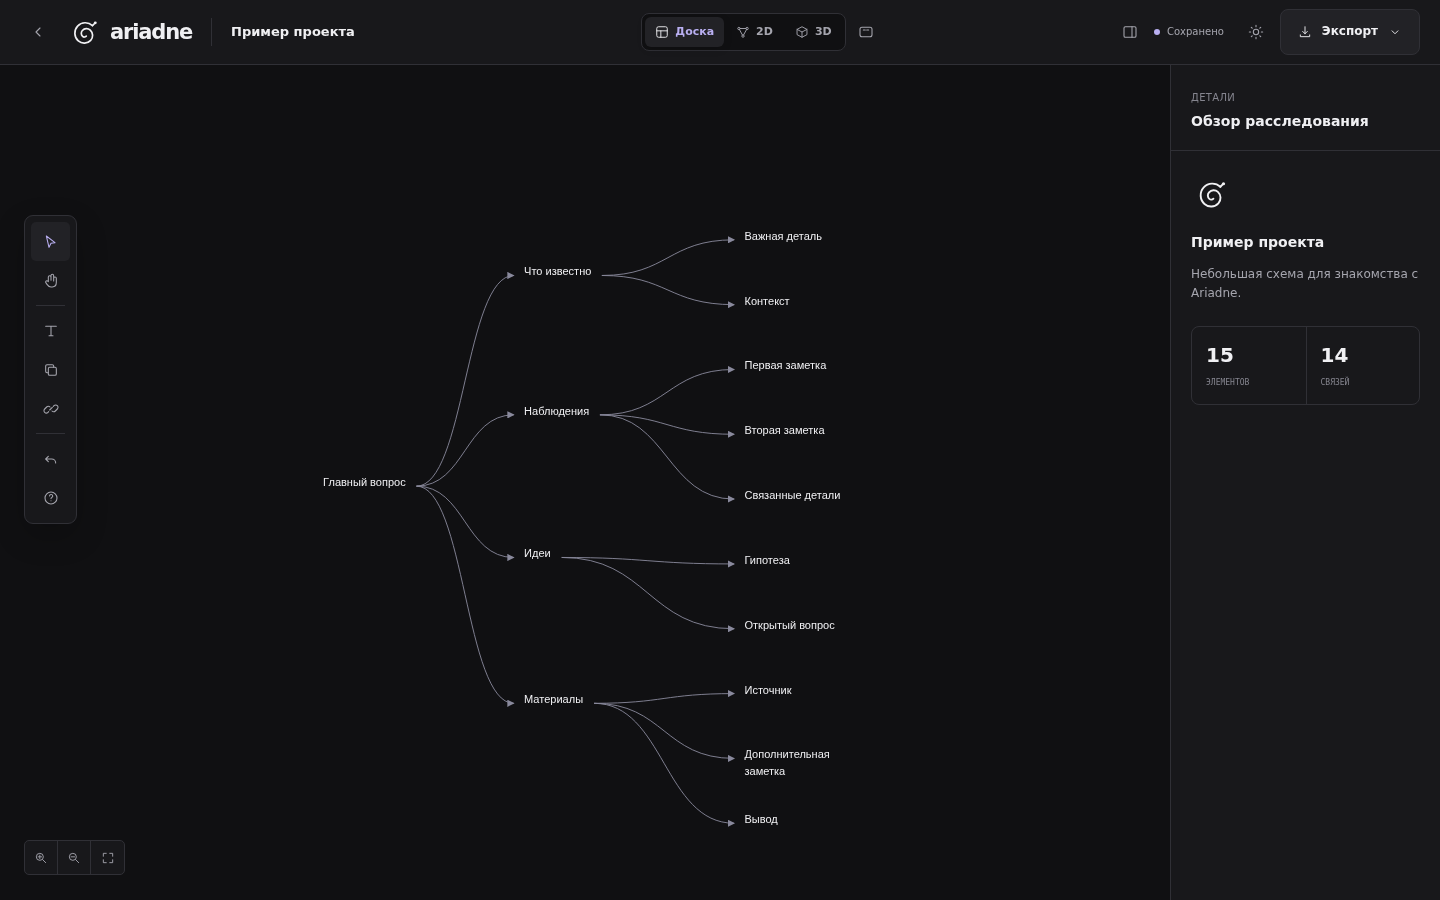 ariadne
Пример проекта
Доска
2D
3D
Сохранено
Экспорт
ДЕТАЛИ
Обзор расследования
Пример проекта
Небольшая схема для знакомства с
Ariadne.
15
ЭЛЕМЕНТОВ
14
СВЯЗЕЙ
Главный вопрос
Что известно
Важная деталь
Контекст
Наблюдения
Первая заметка
Вторая заметка
Связанные детали
Идеи
Гипотеза
Открытый вопрос
Материалы
Источник
Дополнительная
заметка
Вывод